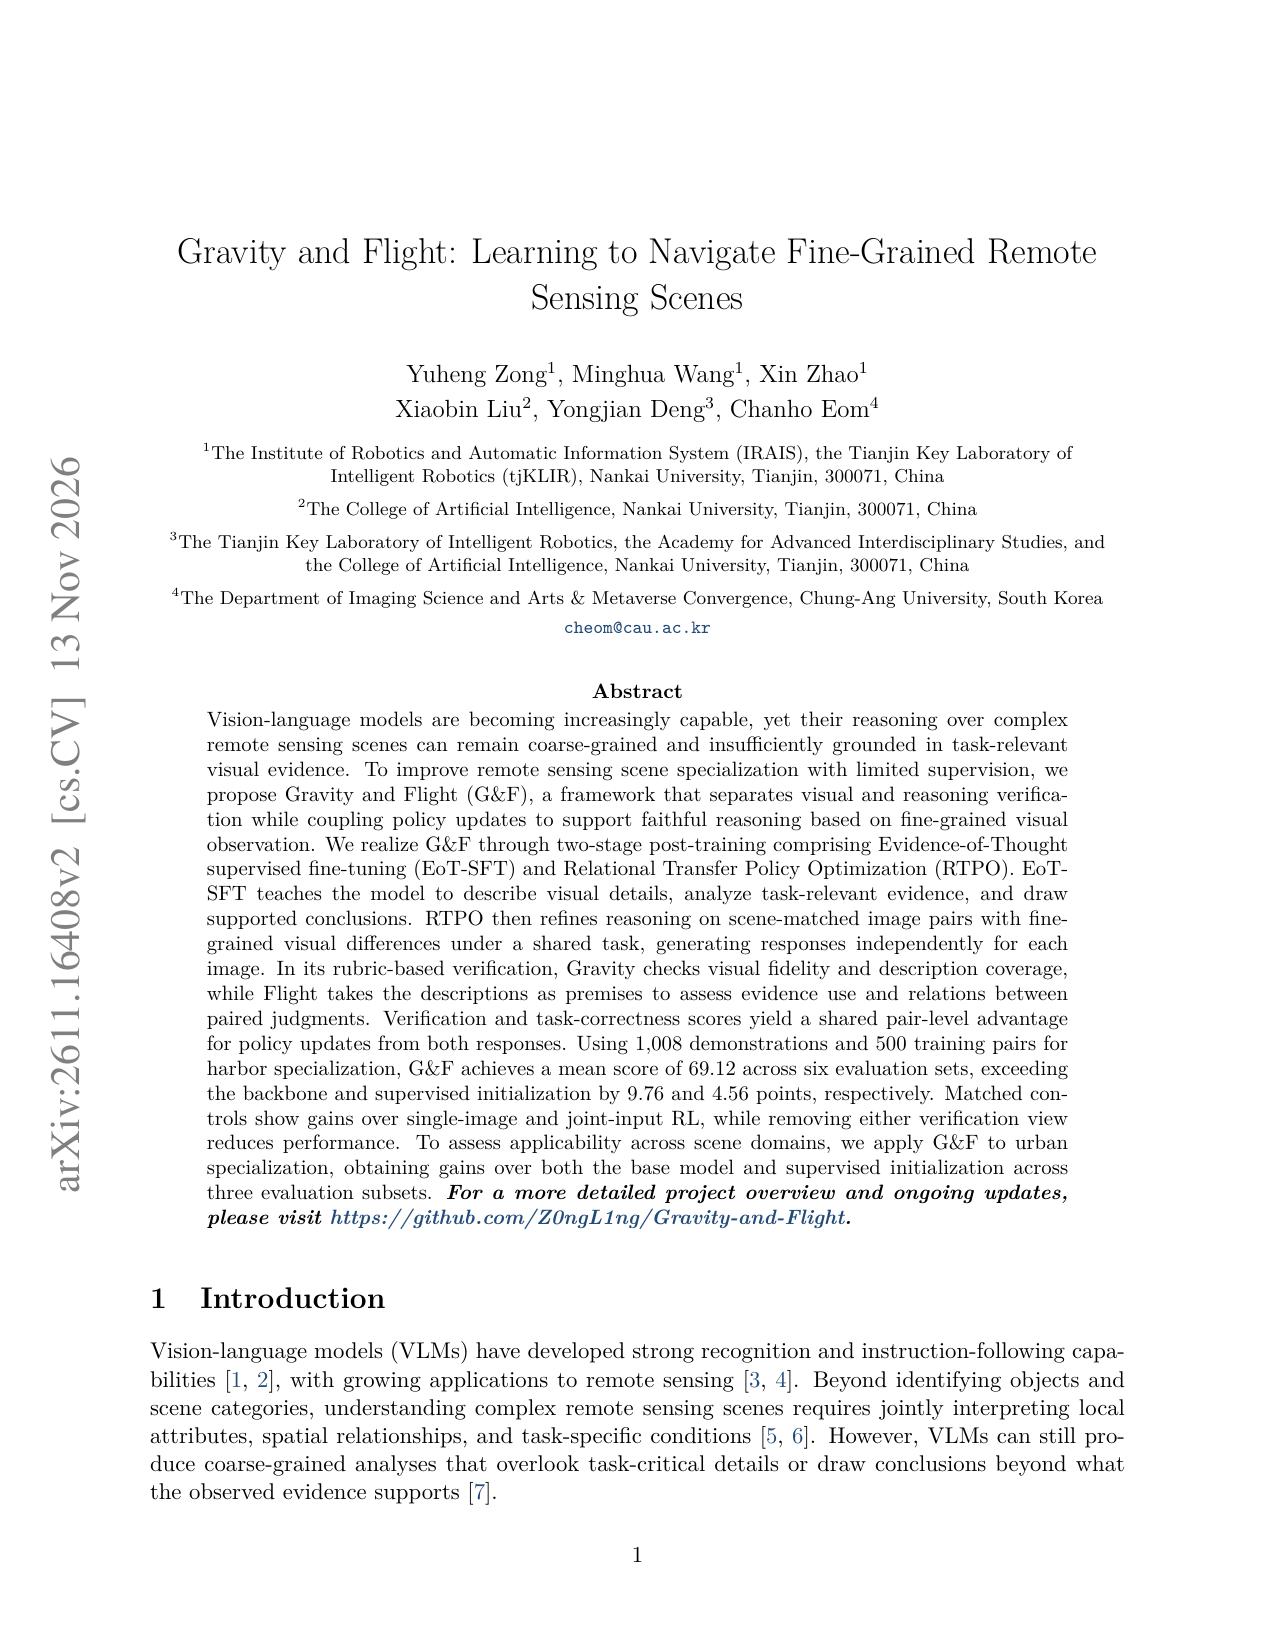 Gravity and Flight: Learning to Navigate Fine-Grained Remote
Sensing Scenes
Yuheng Zong1, Minghua Wang1, Xin Zhao1
Xiaobin Liu2, Yongjian Deng3, Chanho Eom4
1The Institute of Robotics and Automatic Information System (IRAIS), the Tianjin Key Laboratory of
Intelligent Robotics (tjKLIR), Nankai University, Tianjin, 300071, China
2The College of Artificial Intelligence, Nankai University, Tianjin, 300071, China
3The Tianjin Key Laboratory of Intelligent Robotics, the Academy for Advanced Interdisciplinary Studies, and
the College of Artificial Intelligence, Nankai University, Tianjin, 300071, China
4The Department of Imaging Science and Arts & Metaverse Convergence, Chung-Ang University, South Korea
cheom@cau.ac.kr
arXiv:2611.16408v2 [cs.CV] 13 Nov 2026
Abstract
Vision-language models are becoming increasingly capable, yet their reasoning over complex
remote sensing scenes can remain coarse-grained and insufficiently grounded in task-relevant
visual evidence. To improve remote sensing scene specialization with limited supervision, we
propose Gravity and Flight (G&F), a framework that separates visual and reasoning verifica-
tion while coupling policy updates to support faithful reasoning based on fine-grained visual
observation. We realize G&F through two-stage post-training comprising Evidence-of-Thought
supervised fine-tuning (EoT-SFT) and Relational Transfer Policy Optimization (RTPO). EoT-
SFT teaches the model to describe visual details, analyze task-relevant evidence, and draw
supported conclusions. RTPO then refines reasoning on scene-matched image pairs with fine-
grained visual differences under a shared task, generating responses independently for each
image. In its rubric-based verification, Gravity checks visual fidelity and description coverage,
while Flight takes the descriptions as premises to assess evidence use and relations between
paired judgments. Verification and task-correctness scores yield a shared pair-level advantage
for policy updates from both responses. Using 1,008 demonstrations and 500 training pairs for
harbor specialization, G&F achieves a mean score of 69.12 across six evaluation sets, exceeding
the backbone and supervised initialization by 9.76 and 4.56 points, respectively. Matched con-
trols show gains over single-image and joint-input RL, while removing either verification view
reduces performance. To assess applicability across scene domains, we apply G&F to urban
specialization, obtaining gains over both the base model and supervised initialization across
three evaluation subsets. For a more detailed project overview and ongoing updates,
please visit https://github.com/Z0ngL1ng/Gravity-and-Flight.
1 Introduction
Vision-language models (VLMs) have developed strong recognition and instruction-following capa-
bilities [1, 2], with growing applications to remote sensing [3, 4]. Beyond identifying objects and
scene categories, understanding complex remote sensing scenes requires jointly interpreting local
attributes, spatial relationships, and task-specific conditions [5, 6]. However, VLMs can still pro-
duce coarse-grained analyses that overlook task-critical details or draw conclusions beyond what
the observed evidence supports [7].
1